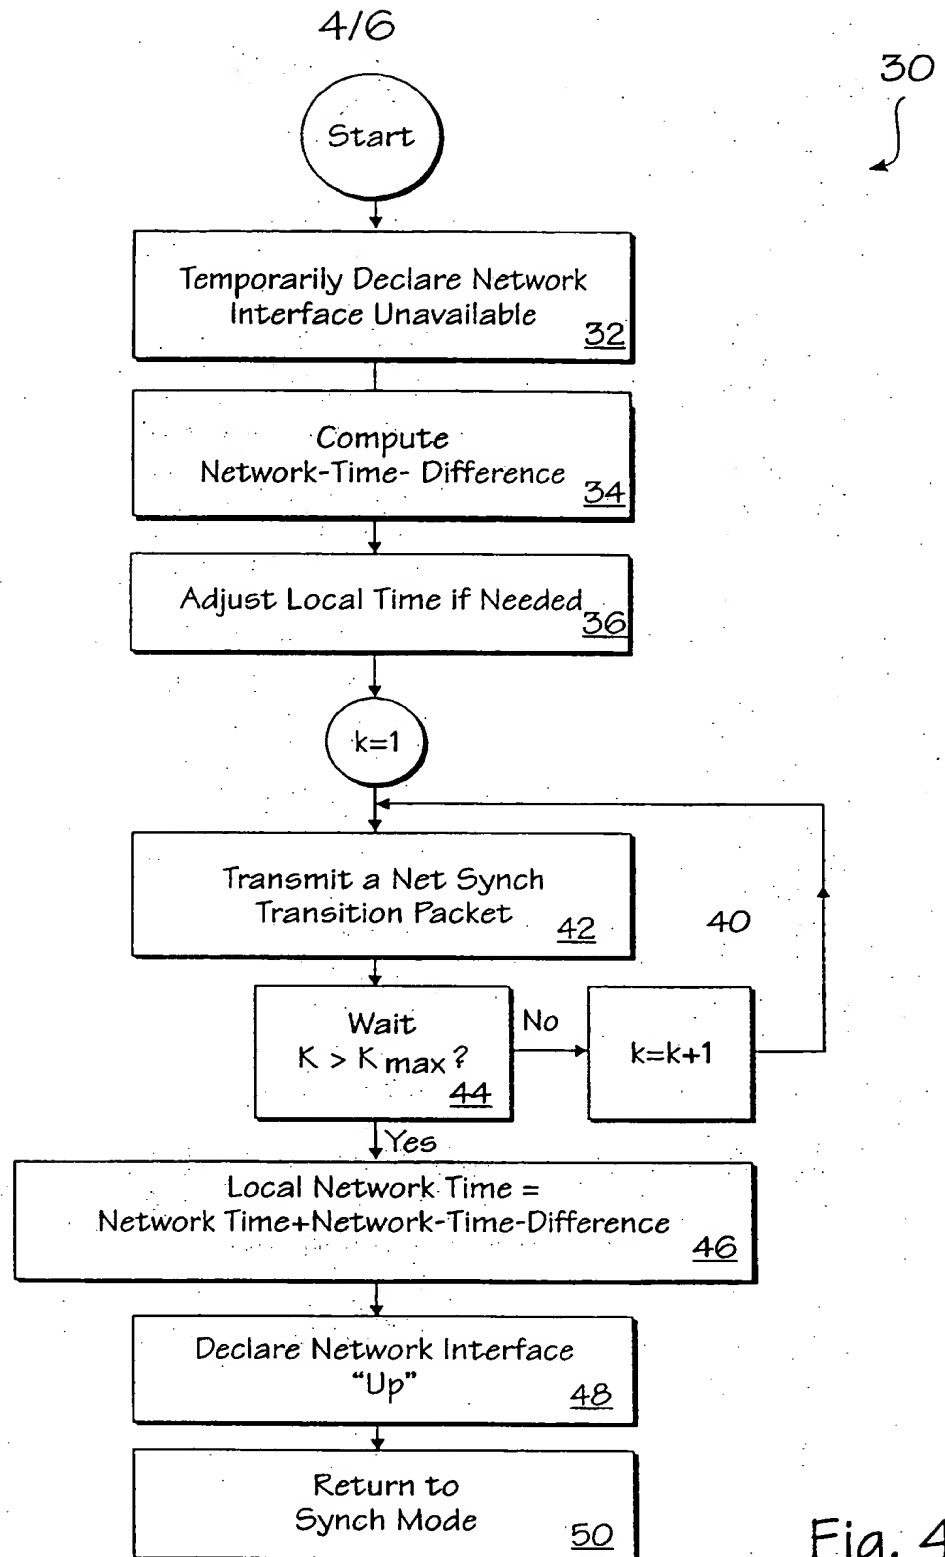 4/6
30
Start
Temporarily Declare Network
Interface Unavailable
32
Compute
Network-Time- Difference
34
Adjust Local Time if Needed
36
k=1
Transmit a Net Synch
Transition Packet
42
40
Wait
K > Kmax?
44
No
k=k+1
Yes
Local Network Time =
Network Time+Network-Time-Difference
46
Declare Network Interface
“Up”
48
Return to
Synch Mode
50
Fig. 4